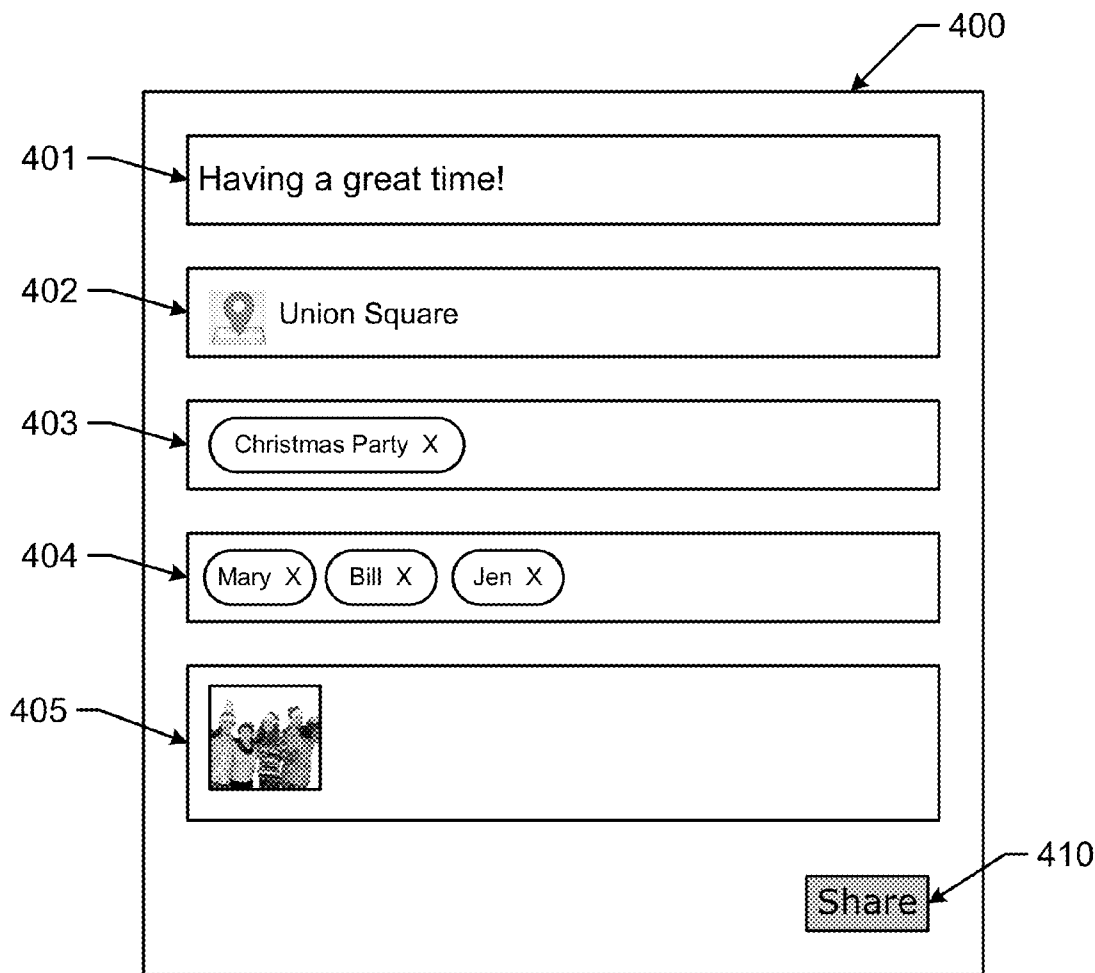 400
401
Having a great time!
402
Union Square
403
Christmas Party X
404
Mary X Bill X Jen X
405
410
Share